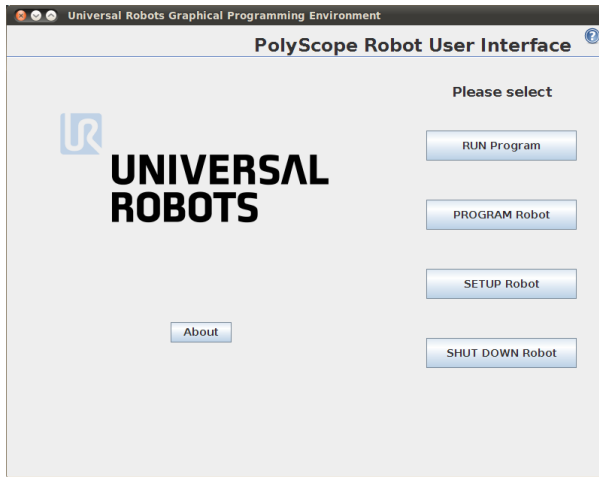 Universal Robots Graphical Programming Environment
PolyScope Robot User Interface ?
Please select
UR
UNIVERSAL
ROBOTS
RUN Program
PROGRAM Robot
SETUP Robot
About
SHUT DOWN Robot